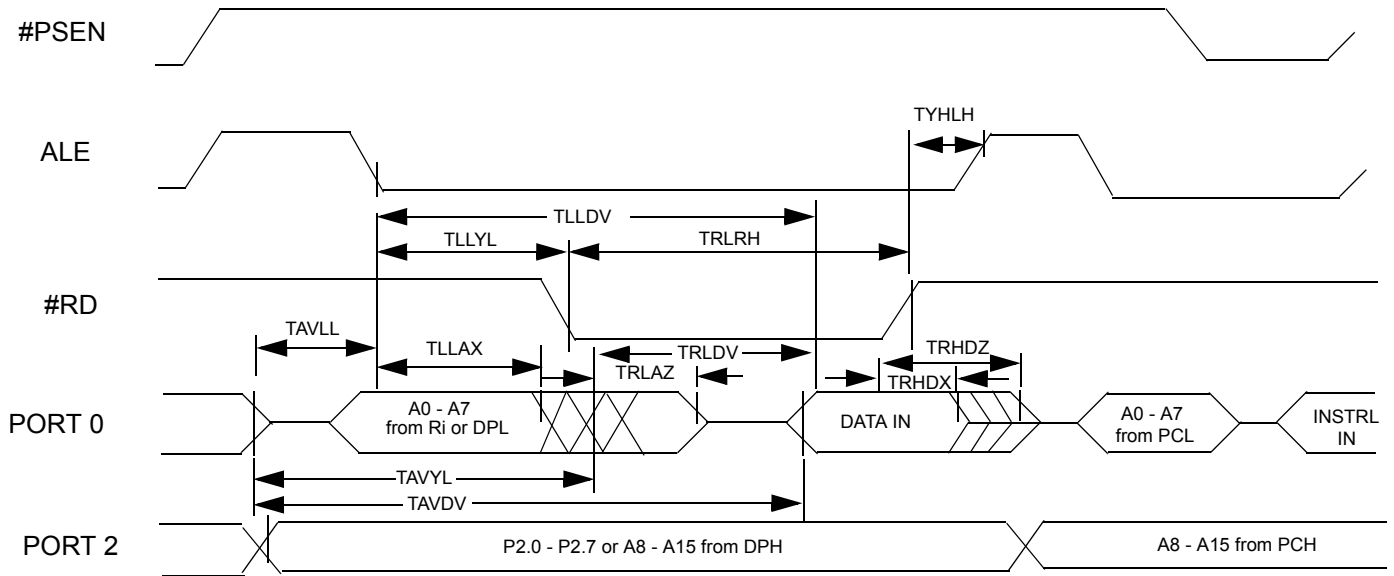 #PSEN
TYHLH
ALE
TLLDV
TLLYL
TRLRH
#RD
TAVLL
TLLAX
TRLDV
TRHDZ
TRLAZ
TRHDX
PORT 0
A0 - A7
from Ri or DPL
DATA IN
A0 - A7
from PCL
INSTRL
IN
TAVYL
TAVDV
PORT 2
P2.0 - P2.7 or A8 - A15 from DPH
A8 - A15 from PCH